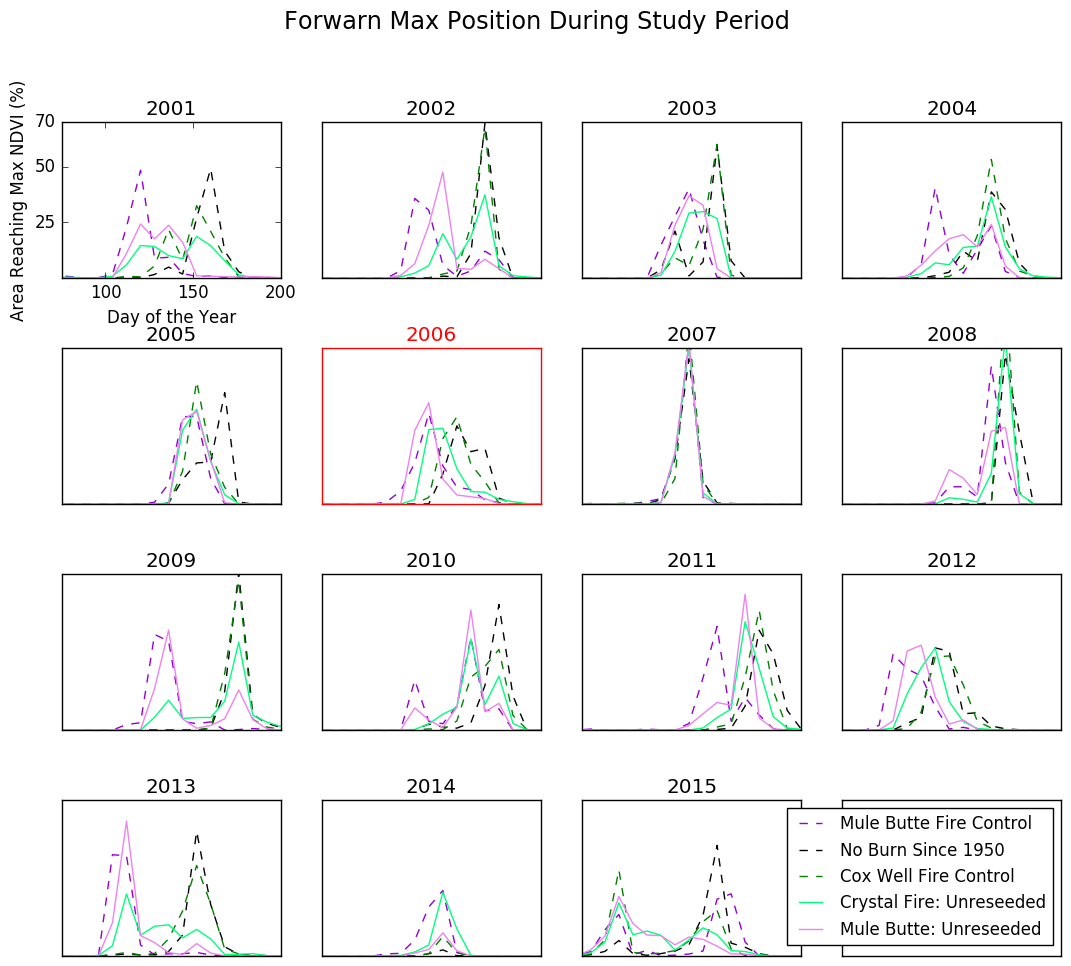 Forwarn Max Position During Study Period
Area Reaching Max NDVI (%)
2001
2002
2003
2004
70
50
25
100
150
200
Day of the Year
2005
2006
2007
2008
2009
2010
2011
2012
2013
2014
2015
Mule Butte Fire Control
No Burn Since 1950
Cox Well Fire Control
Crystal Fire: Unreseeded
Mule Butte: Unreseeded